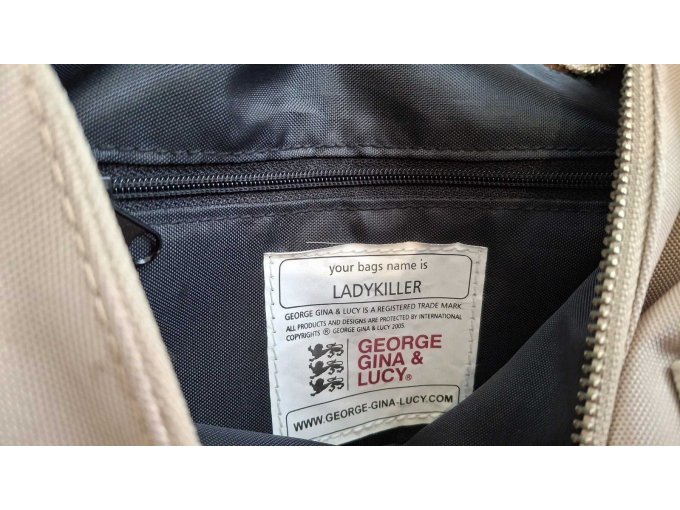 your bags name is
LADYKILLER
GEORGE GINA & LUCY IS A REGISTERED TRADE MARK
ALL PRODUCTS AND DESIGNS ARE PROTECTED BY INTERNATIONAL
COPYRIGHTS ® GEORGE GINA & LUCY 2005.
GEORGE
GINA &
LUCY®
WWW.GEORGE-GINA-LUCY.COM